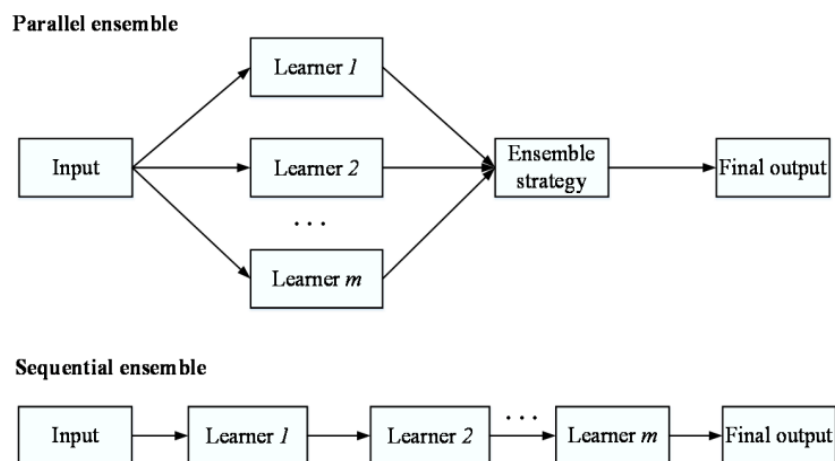 Parallel ensemble
Learner 1
Input
Learner 2
Ensemble
strategy
Final output
...
Learner m
Sequential ensemble
Input
Learner 1
Learner 2
...
Learner m
Final output